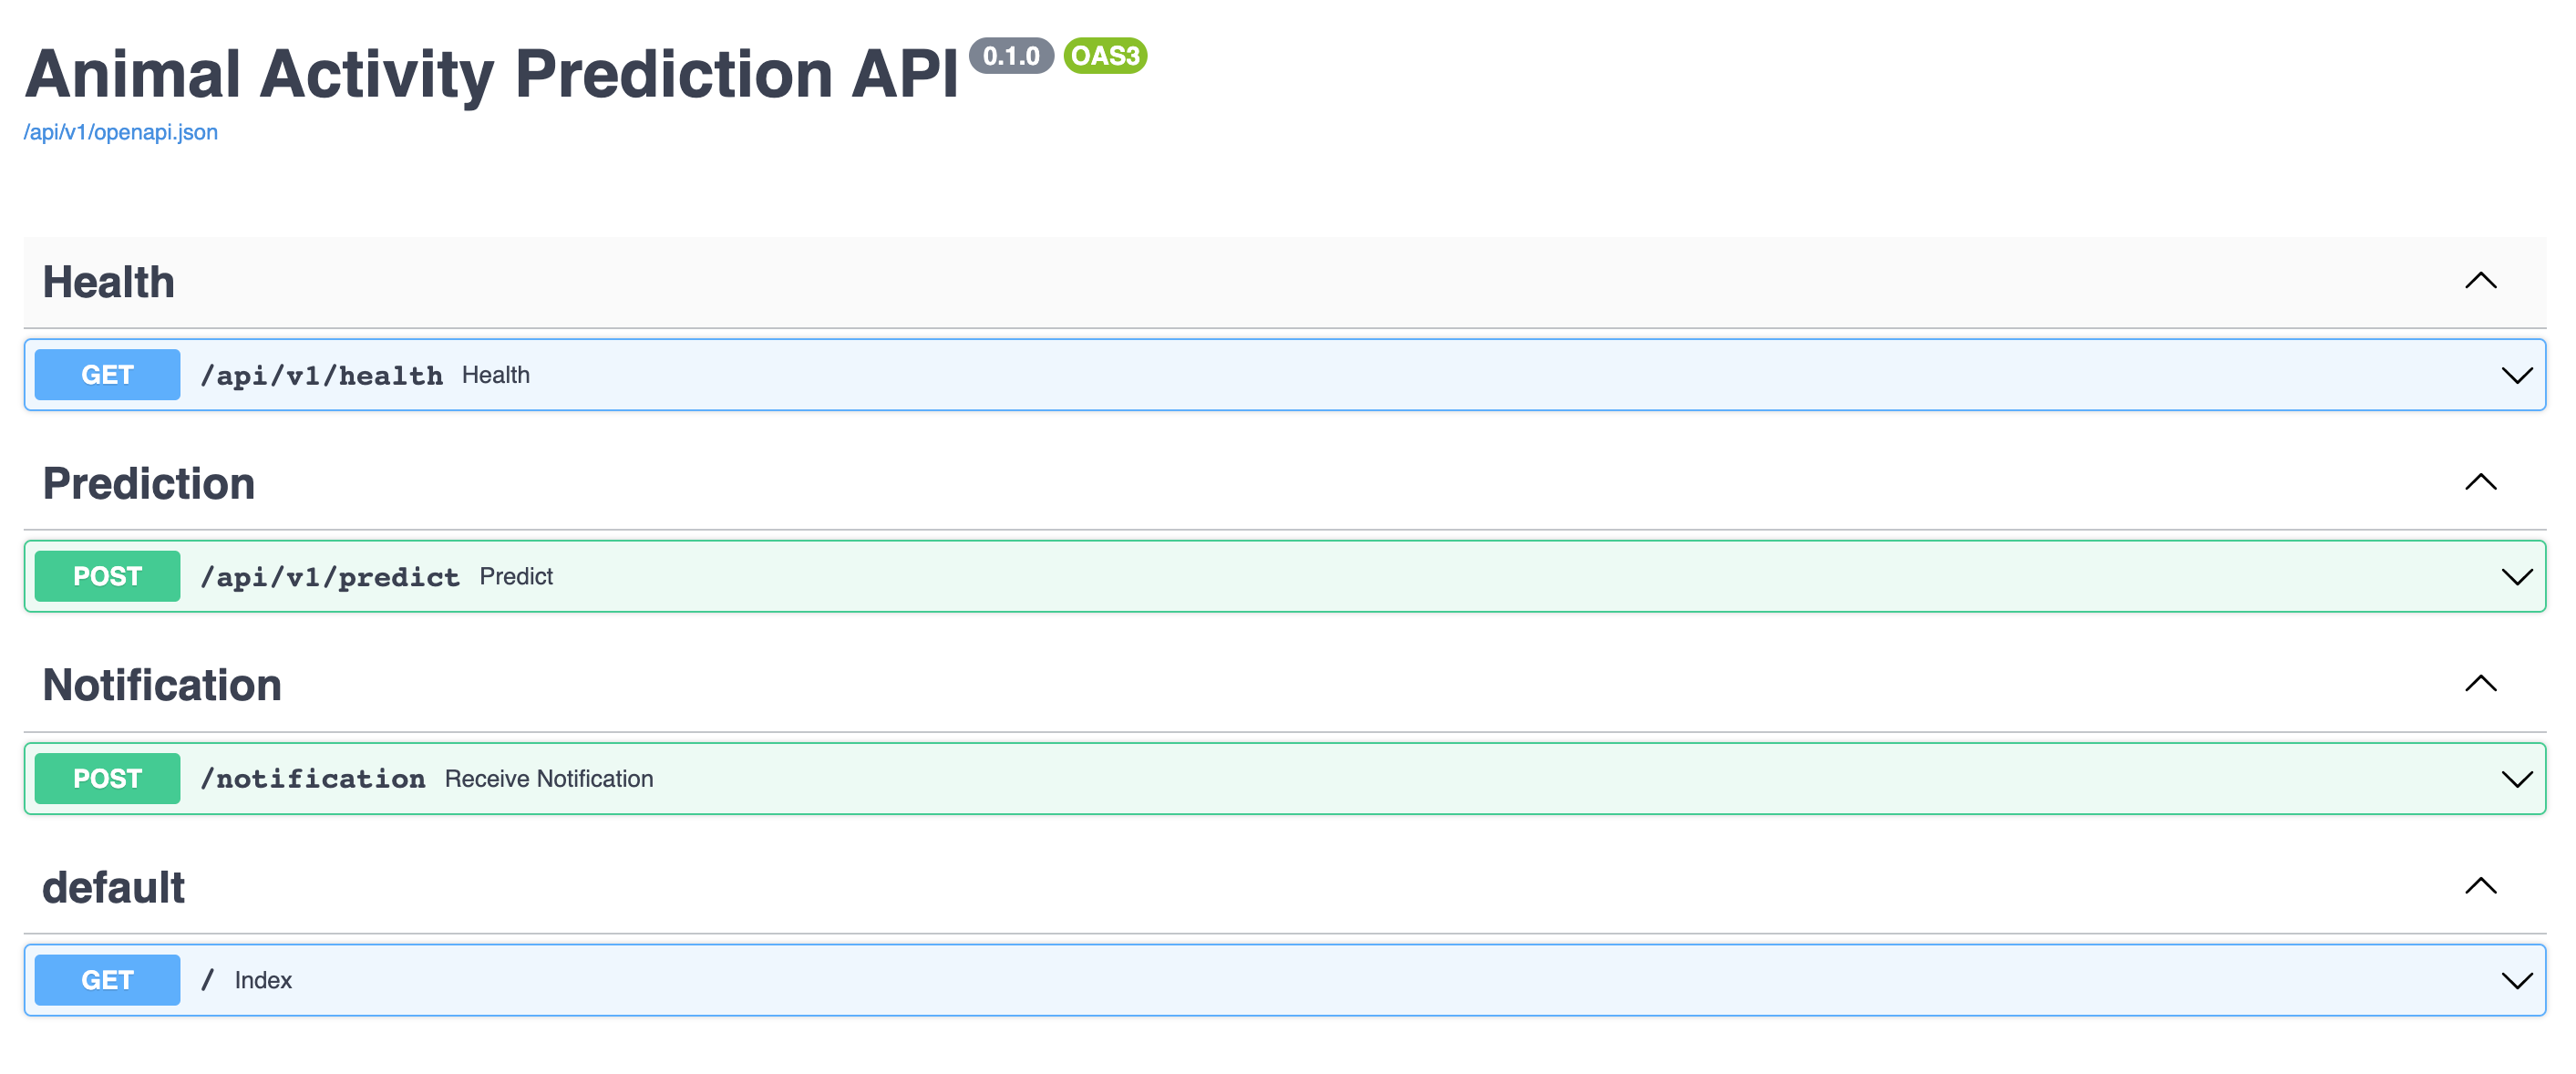 Animal Activity Prediction API 0.1.0 OAS3
/api/v1/openapi.json
Health
GET /api/v1/health Health
Prediction
POST /api/v1/predict Predict
Notification
POST /notification Receive Notification
default
GET / Index